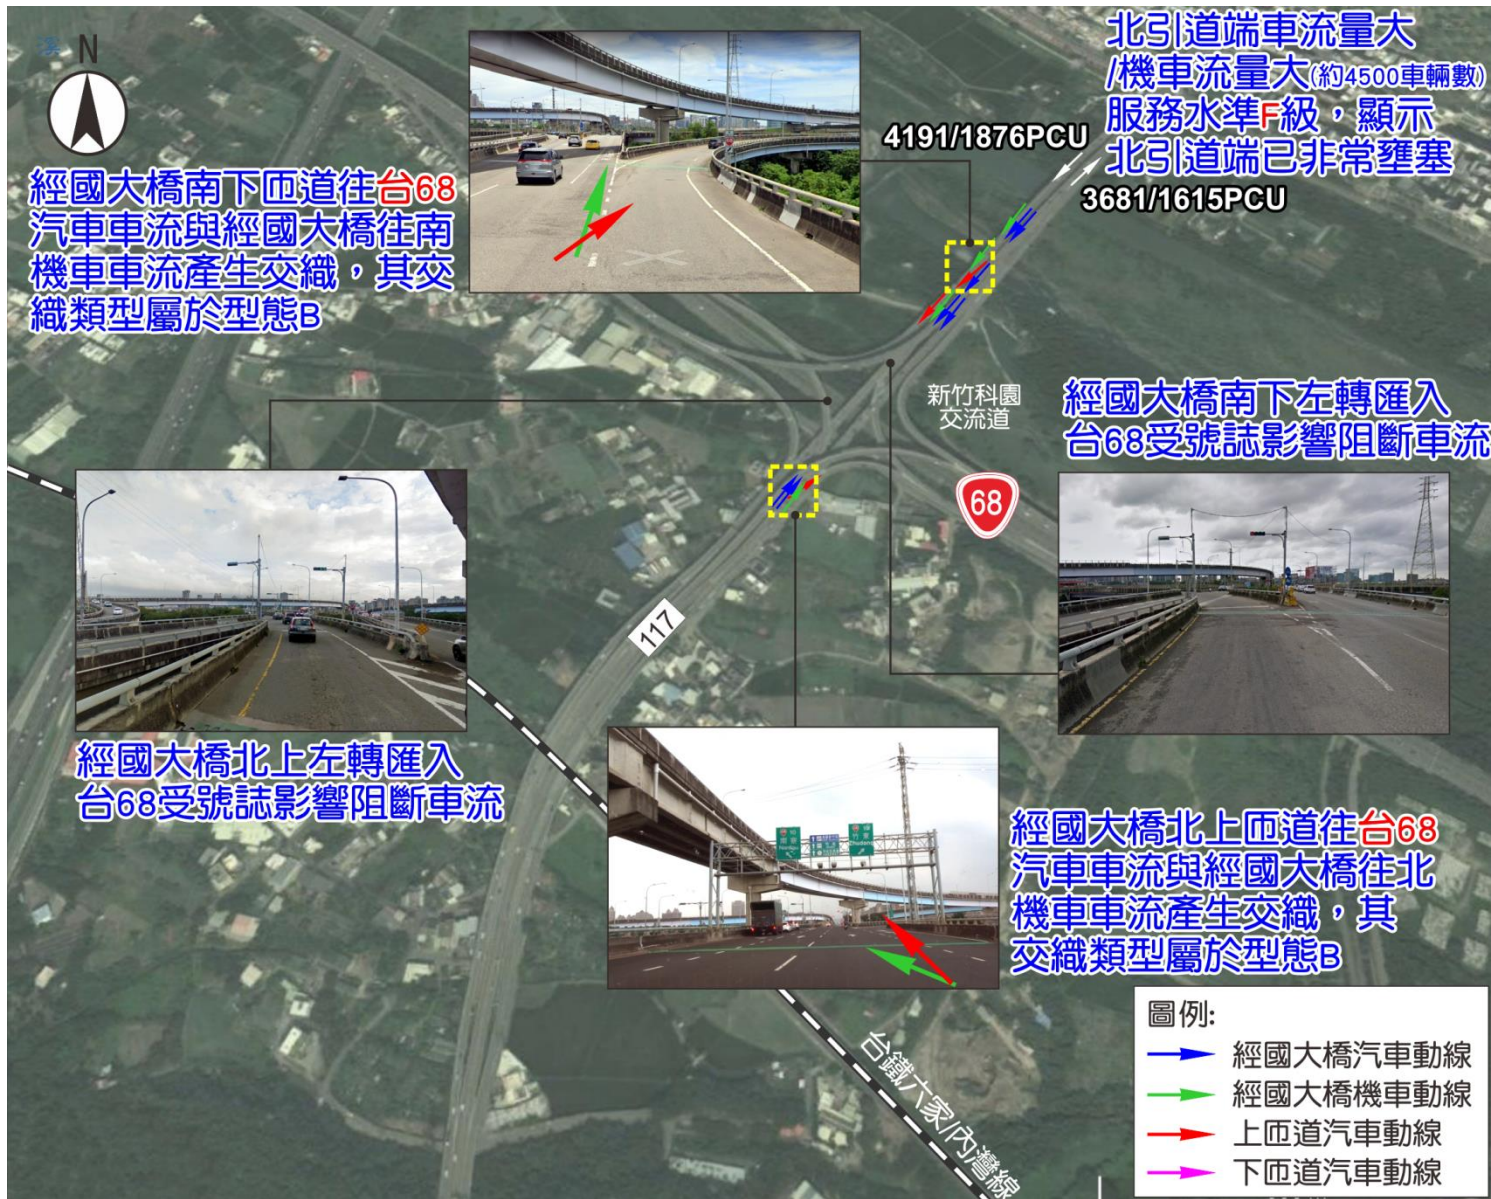 溪
N
經國大橋南下匝道往台68
汽車車流與經國大橋往南
機車車流產生交織，其交
織類型屬於型態B
北引道端車流量大
/機車流量大(約4500車輛數)
服務水準F級，顯示
北引道端已非常壅塞
4191/1876PCU
3681/1615PCU
新竹科園
交流道
68
經國大橋南下左轉匯入
台68受號誌影響阻斷車流
117
經國大橋北上左轉匯入
台68受號誌影響阻斷車流
竹東
Zhudong
經國大橋北上匝道往台68
汽車車流與經國大橋往北
機車車流產生交織，其
交織類型屬於型態B
台鐵六家/內灣線
圖例:
經國大橋汽車動線
經國大橋機車動線
上匝道汽車動線
下匝道汽車動線